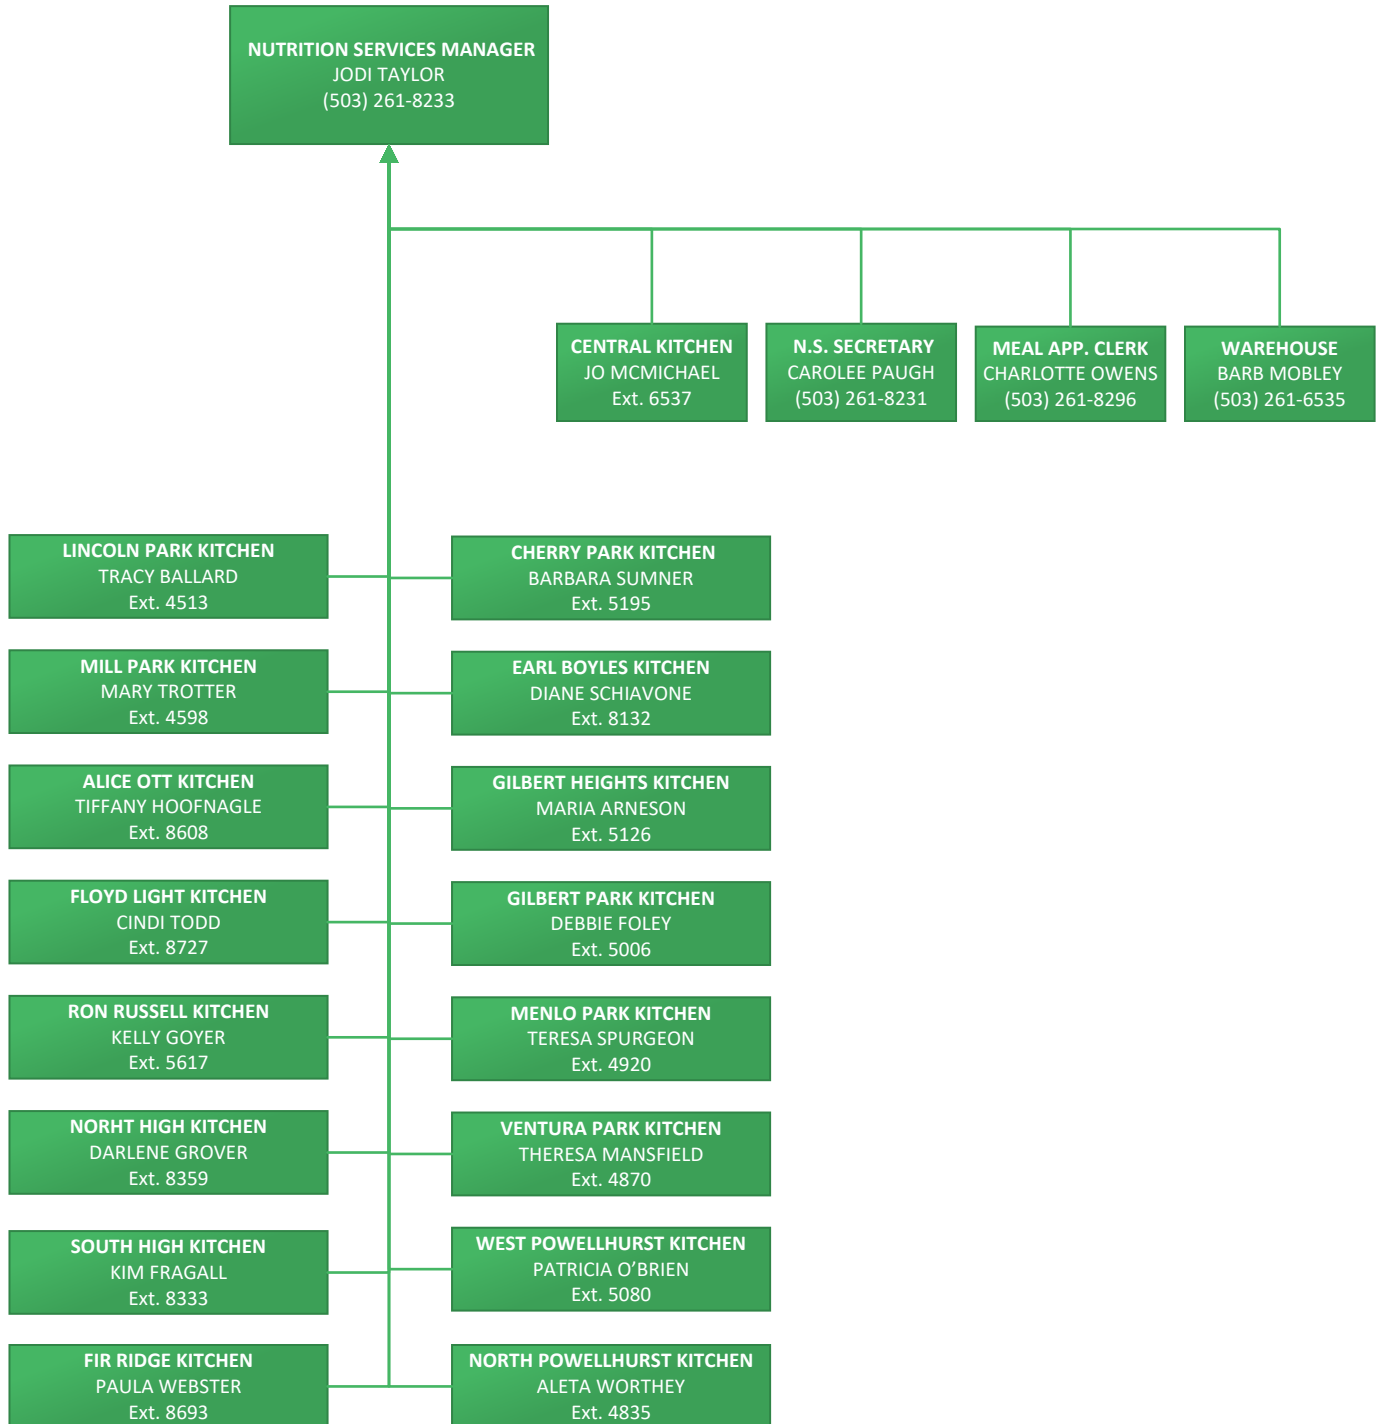 NUTRITION SERVICES MANAGER
JODI TAYLOR
(503) 261-8233
CENTRAL KITCHEN
JO MCMICHAEL
Ext. 6537
N.S. SECRETARY
CAROLEE PAUGH
(503) 261-8231
MEAL APP. CLERK
CHARLOTTE OWENS
(503) 261-8296
WAREHOUSE
BARB MOBLEY
(503) 261-6535
LINCOLN PARK KITCHEN
TRACY BALLARD
Ext. 4513
CHERRY PARK KITCHEN
BARBARA SUMNER
Ext. 5195
MILL PARK KITCHEN
MARY TROTTER
Ext. 4598
EARL BOYLES KITCHEN
DIANE SCHIAVONE
Ext. 8132
ALICE OTT KITCHEN
TIFFANY HOOFNAGLE
Ext. 8608
GILBERT HEIGHTS KITCHEN
MARIA ARNESON
Ext. 5126
FLOYD LIGHT KITCHEN
CINDI TODD
Ext. 8727
GILBERT PARK KITCHEN
DEBBIE FOLEY
Ext. 5006
RON RUSSELL KITCHEN
KELLY GOYER
Ext. 5617
MENLO PARK KITCHEN
TERESA SPURGEON
Ext. 4920
NORHT HIGH KITCHEN
DARLENE GROVER
Ext. 8359
VENTURA PARK KITCHEN
THERESA MANSFIELD
Ext. 4870
SOUTH HIGH KITCHEN
KIM FRAGALL
Ext. 8333
WEST POWELLHURST KITCHEN
PATRICIA O’BRIEN
Ext. 5080
FIR RIDGE KITCHEN
PAULA WEBSTER
Ext. 8693
NORTH POWELLHURST KITCHEN
ALETA WORTHEY
Ext. 4835